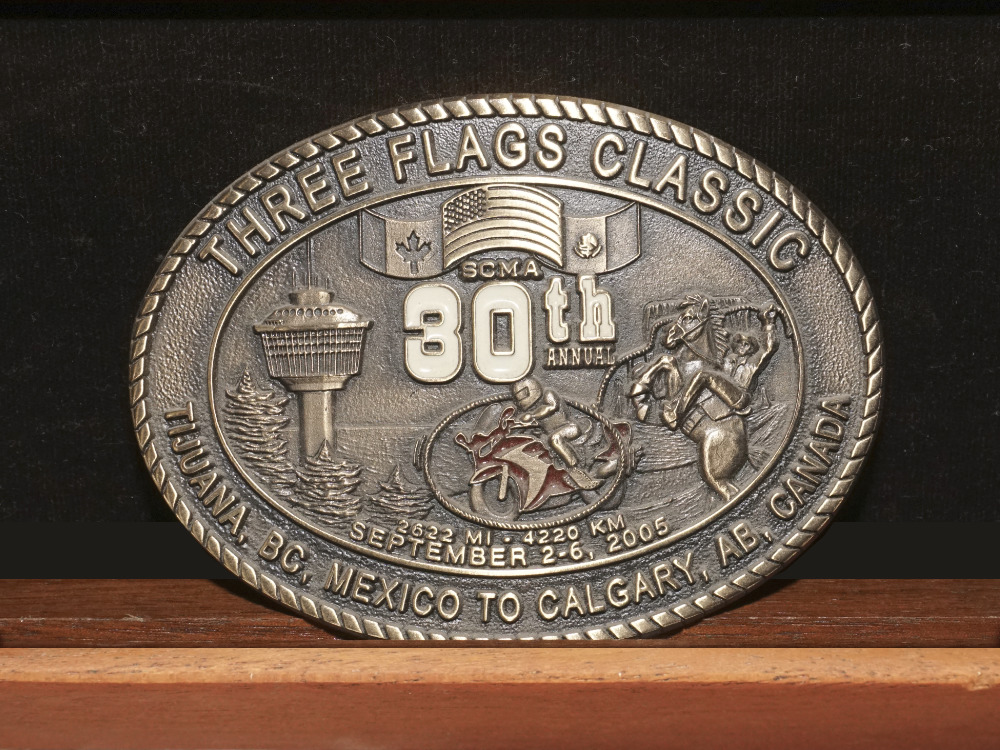 THREE FLAGS CLASSIC
SCMA
30th
ANNUAL
2622 MI - 4220 KM
SEPTEMBER 2-6, 2005
TIJUANA, BC, MEXICO TO CALGARY, AB, CANADA